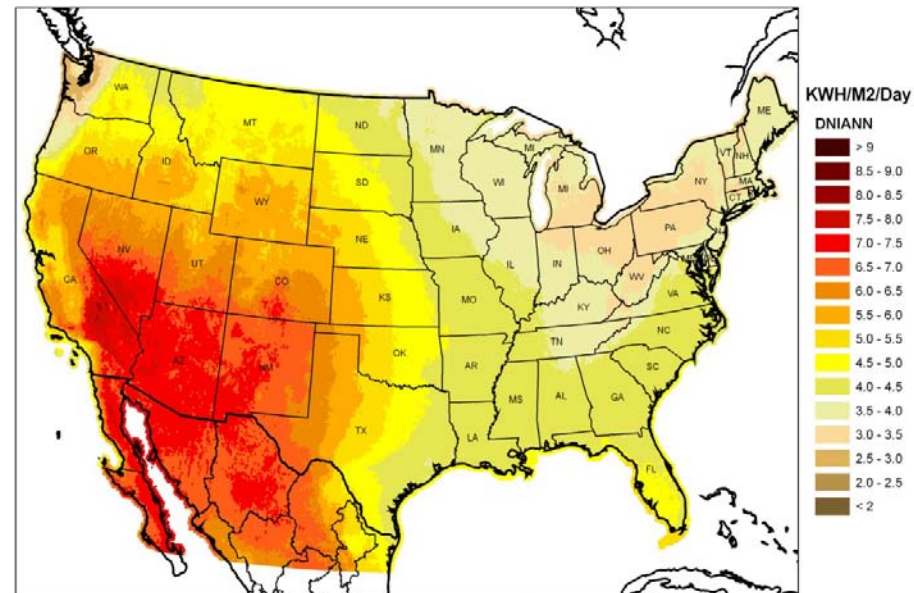 KWH/M2/Day
DNIANN
> 9
8.5 - 9.0
8.0 - 8.5
7.5 - 8.0
7.0 - 7.5
6.5 - 7.0
6.0 - 6.5
5.5 - 6.0
5.0 - 5.5
4.5 - 5.0
4.0 - 4.5
3.5 - 4.0
3.0 - 3.5
2.5 - 3.0
2.0 - 2.5
< 2
WA
MT
ND
MN
MI
ME
VT
NH
OR
ID
SD
WI
NY
MA
CT
WY
MI
IA
PA
NV
UT
NE
IL
IN
OH
CA
CO
KS
MO
WV
KY
VA
AZ
NM
OK
TN
NC
AR
SC
TX
MS
AL
GA
LA
FL